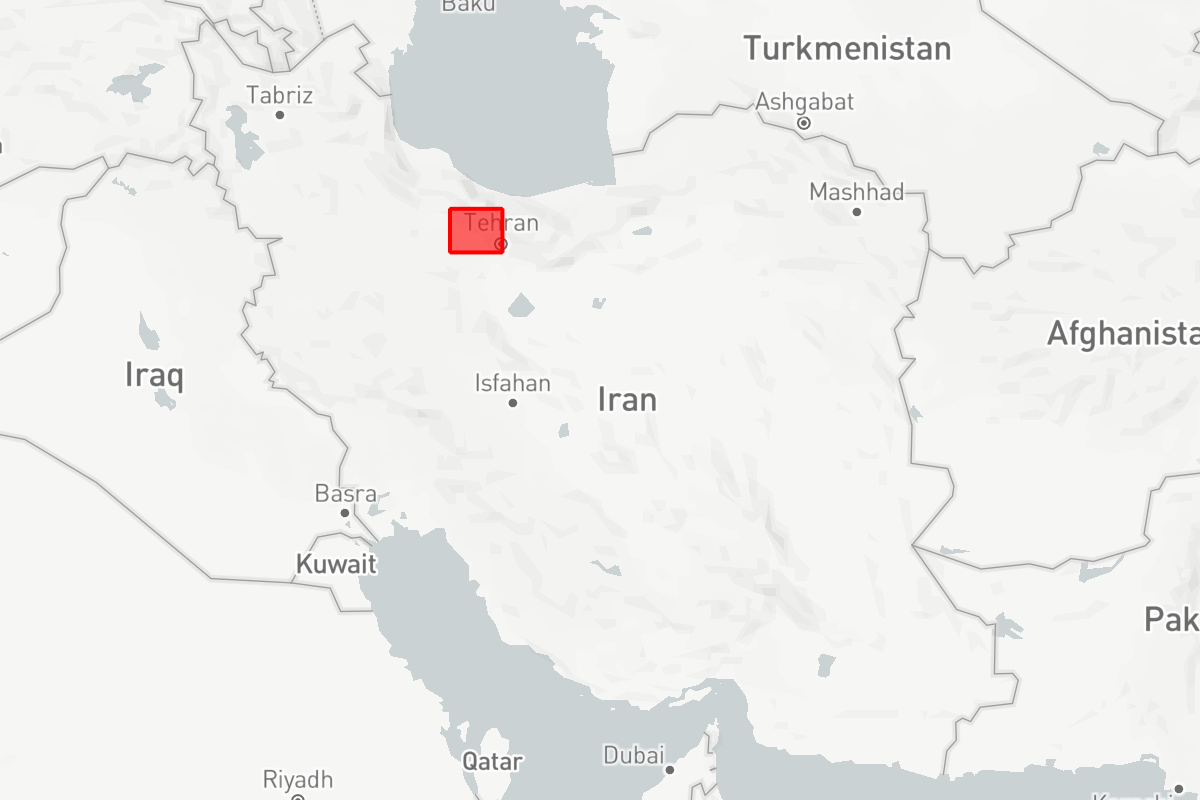 Baku
Turkmenistan
Tabriz
Ashgabat
Mashhad
Tehran
Afghanista
Iraq
Isfahan
Iran
Basra
Kuwait
Pak
Dubai
Qatar
Riyadh